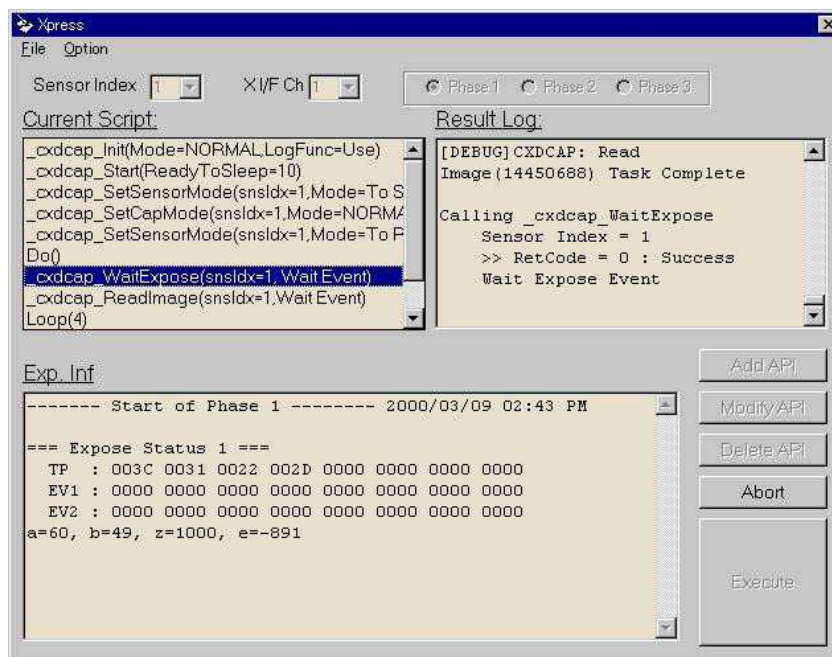 Xpress
File Option
Sensor Index 1 X I/F Ch 1 Phase 1 Phase 2 Phase 3
Current Script:
_cxdcap_Init(Mode=NORMAL,LogFunc=Use)
_cxdcap_Start(ReadyToSleep=10)
_cxdcap_SetSensorMode(snsIdx=1,Mode=To S
_cxdcap_SetCapMode(snsIdx=1,Mode=NORMA
_cxdcap_SetSensorMode(snsIdx=1,Mode=To P
Do()
_cxdcap_WaitExpose(snsIdx=1, Wait Event)
_cxdcap_ReadImage(snsIdx=1,Wait Event)
Loop(4)
Result Log:
[DEBUG]CXDCAP: Read
Image(14450688) Task Complete
Calling _cxdcap_WaitExpose
Sensor Index = 1
>> RetCode = 0 : Success
Wait Expose Event
Exp. Inf
------- Start of Phase 1 -------- 2000/03/09 02:43 PM
=== Expose Status 1 ===
TP : 003C 0031 0022 002D 0000 0000 0000 0000
EV1 : 0000 0000 0000 0000 0000 0000 0000 0000
EV2 : 0000 0000 0000 0000 0000 0000 0000 0000
a=60, b=49, z=1000, e=-891
Add API
Modify API
Delete API
Abort
Execute